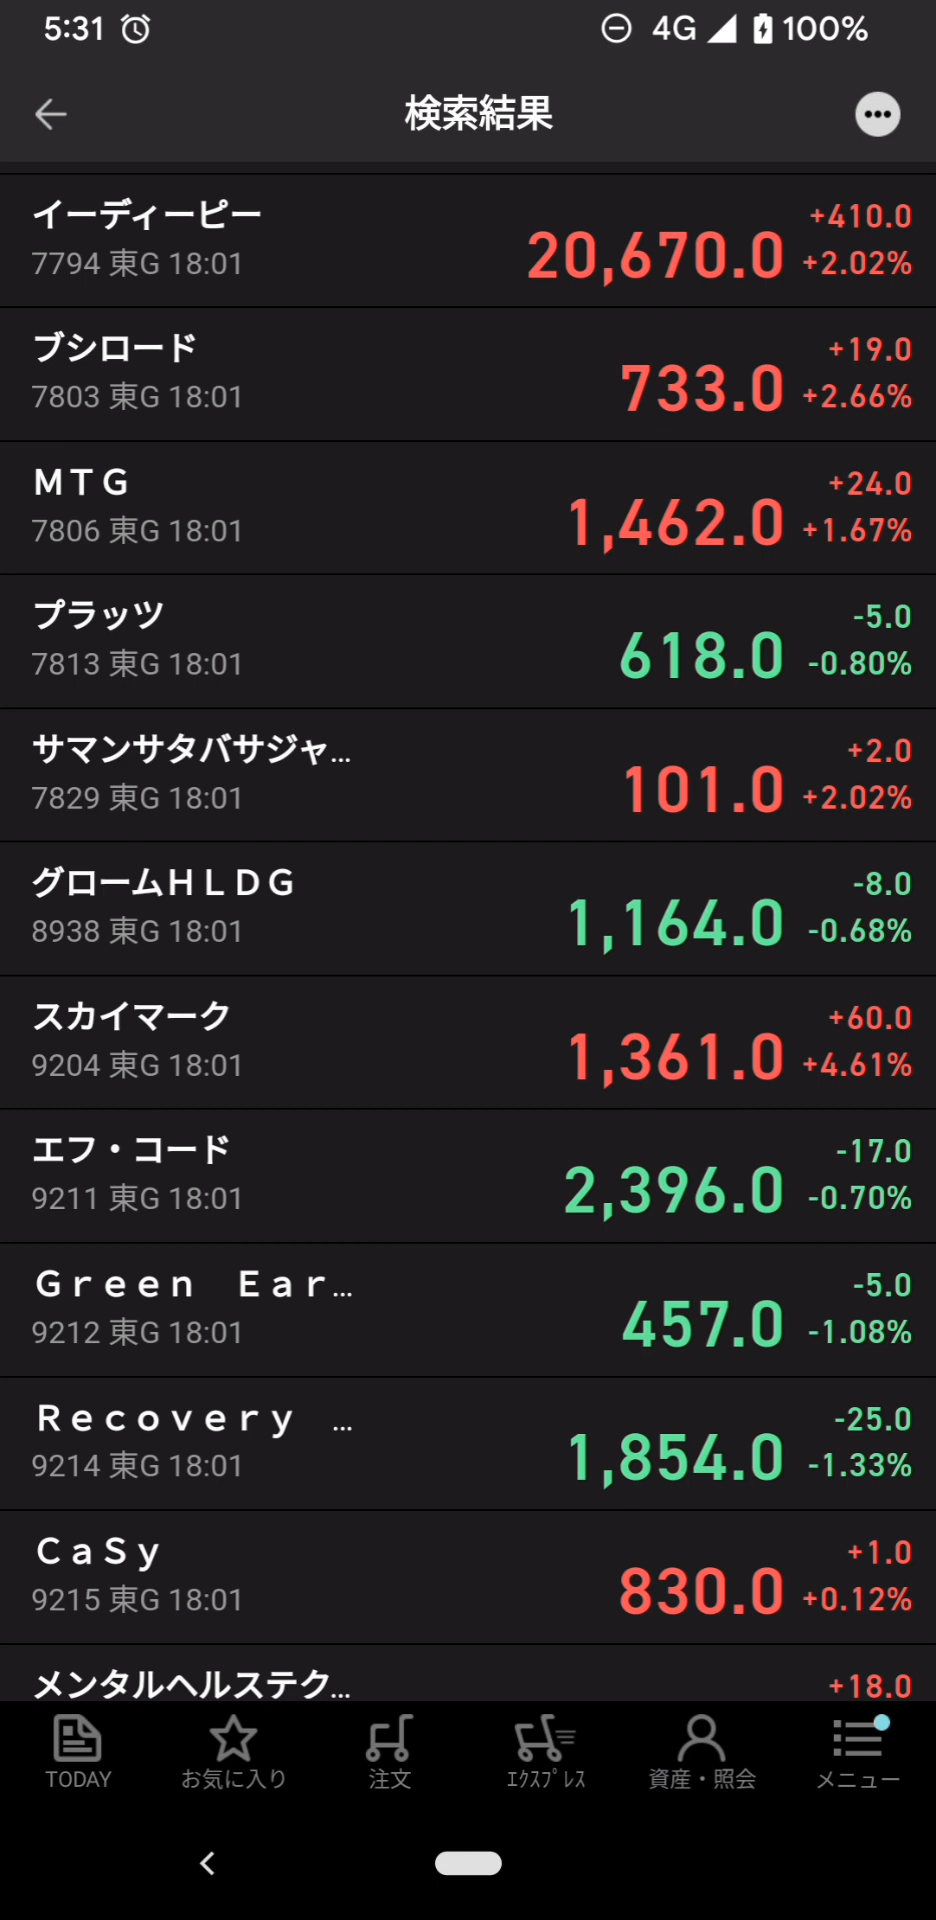 5:31 4G 100%
検索結果
イーディーピー
7794 東G 18:01
20,670.0
+410.0
+2.02%
ブシロード
7803 東G 18:01
733.0
+19.0
+2.66%
ＭＴＧ
7806 東G 18:01
1,462.0
+24.0
+1.67%
プラッツ
7813 東G 18:01
618.0
-5.0
-0.80%
サマンサタバサジャ...
7829 東G 18:01
101.0
+2.0
+2.02%
グロームＨＬＤＧ
8938 東G 18:01
1,164.0
-8.0
-0.68%
スカイマーク
9204 東G 18:01
1,361.0
+60.0
+4.61%
エフ・コード
9211 東G 18:01
2,396.0
-17.0
-0.70%
Ｇｒｅｅｎ　Ｅａｒ...
9212 東G 18:01
457.0
-5.0
-1.08%
Ｒｅｃｏｖｅｒｙ　...
9214 東G 18:01
1,854.0
-25.0
-1.33%
ＣａＳｙ
9215 東G 18:01
830.0
+1.0
+0.12%
メンタルヘルステク...
+18.0
TODAY お気に入り 注文 ｴｸｽﾌﾟﾚｽ 資産・照会 メニュー